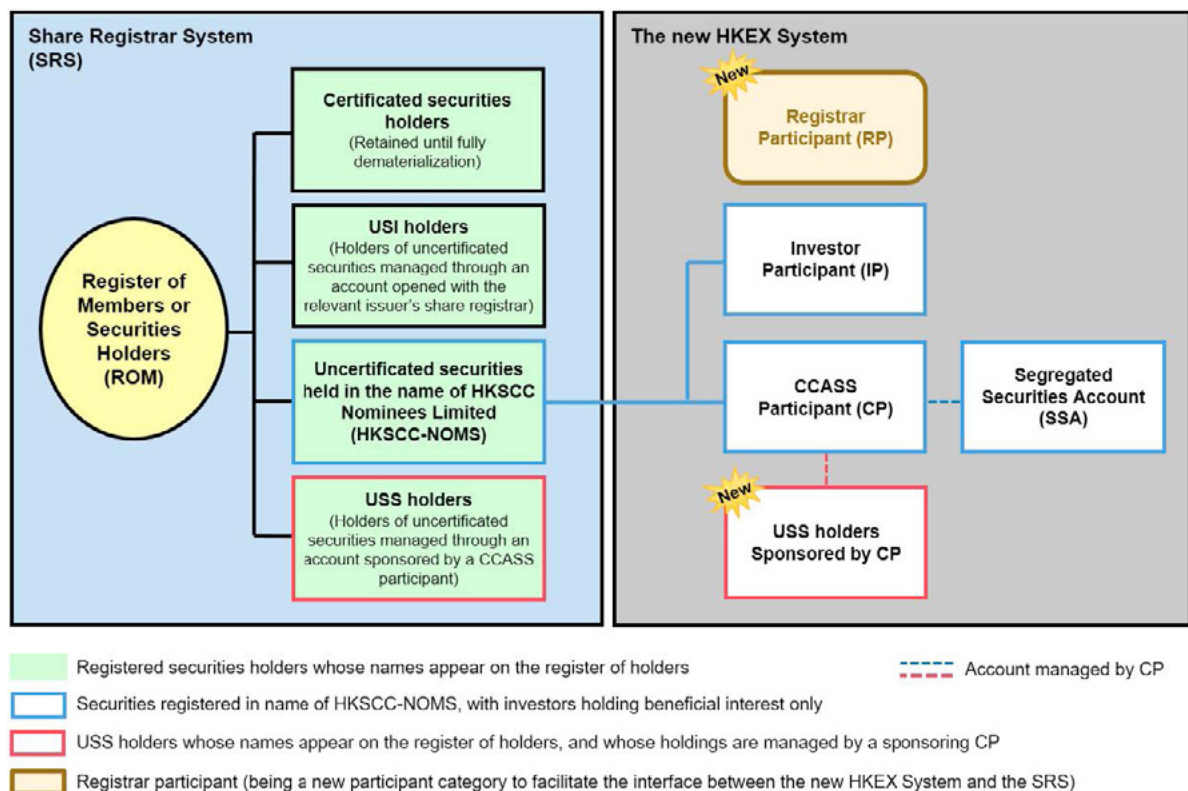 Share Registrar System
(SRS)
Certificated securities
holders
(Retained until fully
dematerialization)
USI holders
(Holders of uncertificated
securities managed through an
account opened with the
relevant issuer's share registrar)
Register of
Members or
Securities
Holders
(ROM)
Uncertificated securities
held in the name of HKSCC
Nominees Limited
(HKSCC-NOMS)
USS holders
(Holders of uncertificated
securities managed through an
account sponsored by a CCASS
participant)
The new HKEX System
New
Registrar
Participant (RP)
Investor
Participant (IP)
CCASS
Participant (CP)
Segregated
Securities Account
(SSA)
New
USS holders
Sponsored by CP
Registered securities holders whose names appear on the register of holders
Account managed by CP
Securities registered in name of HKSCC-NOMS, with investors holding beneficial interest only
USS holders whose names appear on the register of holders, and whose holdings are managed by a sponsoring CP
Registrar participant (being a new participant category to facilitate the interface between the new HKEX System and the SRS)